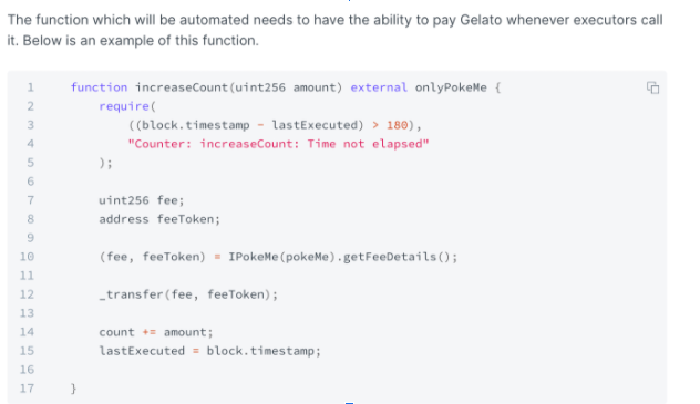 The function which will be automated needs to have the ability to pay Gelato whenever executors call
it. Below is an example of this function.
1 function increaseCount(uint256 amount) external onlyPokeMe {
2 require(
3 ((block.timestamp - lastExecuted) > 180),
4 "Counter: increaseCount: Time not elapsed"
5 );
6
7 uint256 fee;
8 address feeToken;
9
10 (fee, feeToken) = IPokeMe(pokeMe).getFeeDetails();
11
12 _transfer(fee, feeToken);
13
14 count += amount;
15 lastExecuted = block.timestamp;
16
17 }